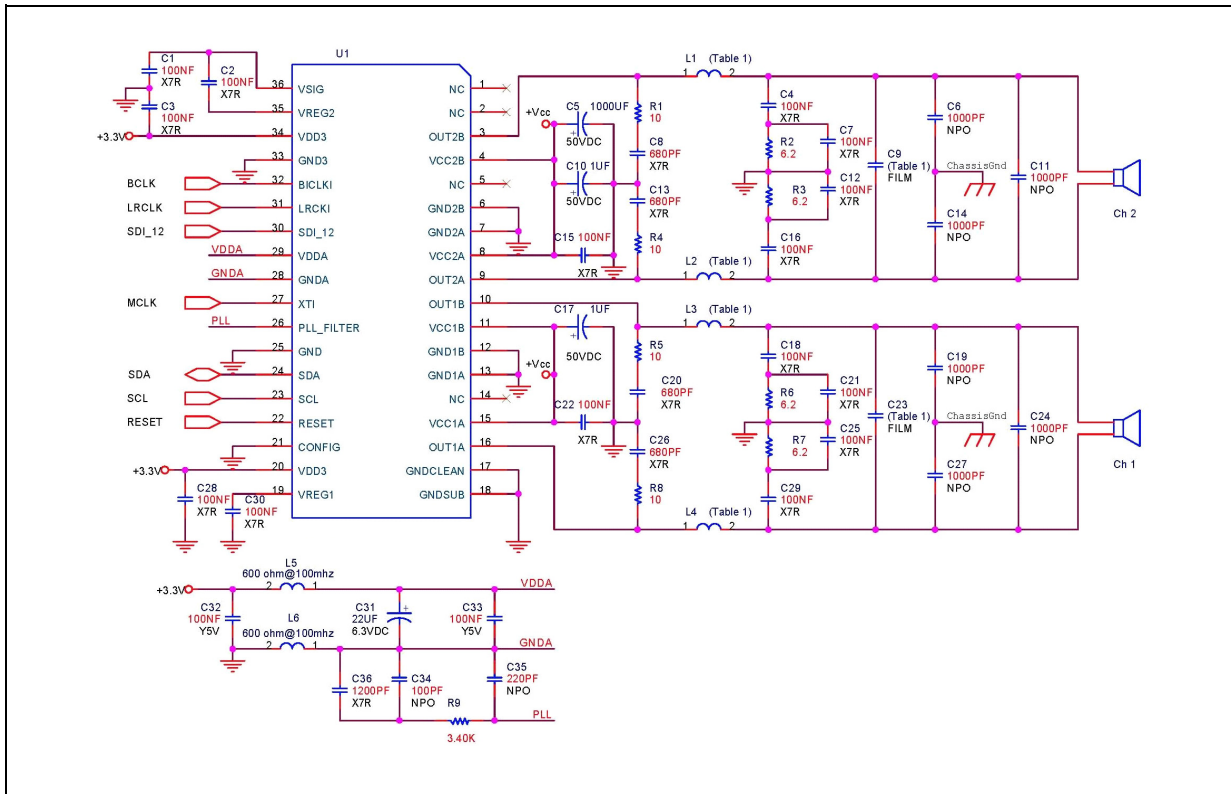 U1
C1
100NF
X7R
C2
100NF
X7R
C3
100NF
X7R
+3.3V
BCLK
LRCLK
SDI_12
VDDA
GNDA
MCLK
PLL
SDA
SCL
RESET
+3.3V
C28
100NF
X7R
C30
100NF
X7R
36 VSIG
35 VREG2
34 VDD3
33 GND3
32 BICLKI
31 LRCKI
30 SDI_12
29 VDDA
28 GNDA
27 XTI
26 PLL_FILTER
25 GND
24 SDA
23 SCL
22 RESET
21 CONFIG
20 VDD3
19 VREG1
NC 1
NC 2
OUT2B 3
VCC2B 4
NC 5
GND2B 6
GND2A 7
VCC2A 8
OUT2A 9
OUT1B 10
VCC1B 11
GND1B 12
GND1A 13
NC 14
VCC1A 15
OUT1A 16
GNDCLEAN 17
GNDSUB 18
+Vcc
C5 1000UF
+
50VDC
C10 1UF
+
50VDC
C15 100NF
X7R
R1
10
C8
680PF
X7R
C13
680PF
X7R
R4
10
L1 (Table 1)
1 2
L2 (Table 1)
1 2
C4
100NF
X7R
R2
6.2
C7
100NF
X7R
R3
6.2
C12
100NF
X7R
C16
100NF
X7R
C9
(Table 1)
FILM
C6
1000PF
NPO
ChassisGnd
C14
1000PF
NPO
C11
1000PF
NPO
Ch 2
C17 1UF
+
50VDC
+Vcc
C22 100NF
X7R
R5
10
C20
680PF
X7R
C26
680PF
X7R
R8
10
L3 (Table 1)
1 2
L4 (Table 1)
1 2
C18
100NF
X7R
R6
6.2
C21
100NF
X7R
R7
6.2
C25
100NF
X7R
C29
100NF
X7R
C23
(Table 1)
FILM
C19
1000PF
NPO
ChassisGnd
C27
1000PF
NPO
C24
1000PF
NPO
Ch 1
+3.3V
L5
600 ohm@100mhz
2 1
VDDA
C32
100NF
Y5V
L6
600 ohm@100mhz
2 1
C31
22UF
6.3VDC
+
C33
100NF
Y5V
GNDA
C36
1200PF
X7R
C34
100PF
NPO
R9
3.40K
C35
220PF
NPO
PLL